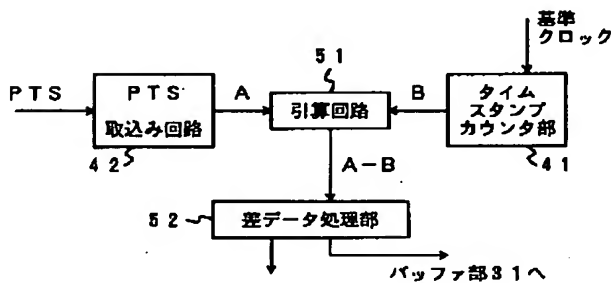 基準
クロック
５１
ＰＴＳ
ＰＴＳ
取込み回路
Ａ
引算回路
Ｂ
タイム
スタンプ
カウンタ部
４２
４１
Ａ－Ｂ
５２
差データ処理部
バッファ部３１へ